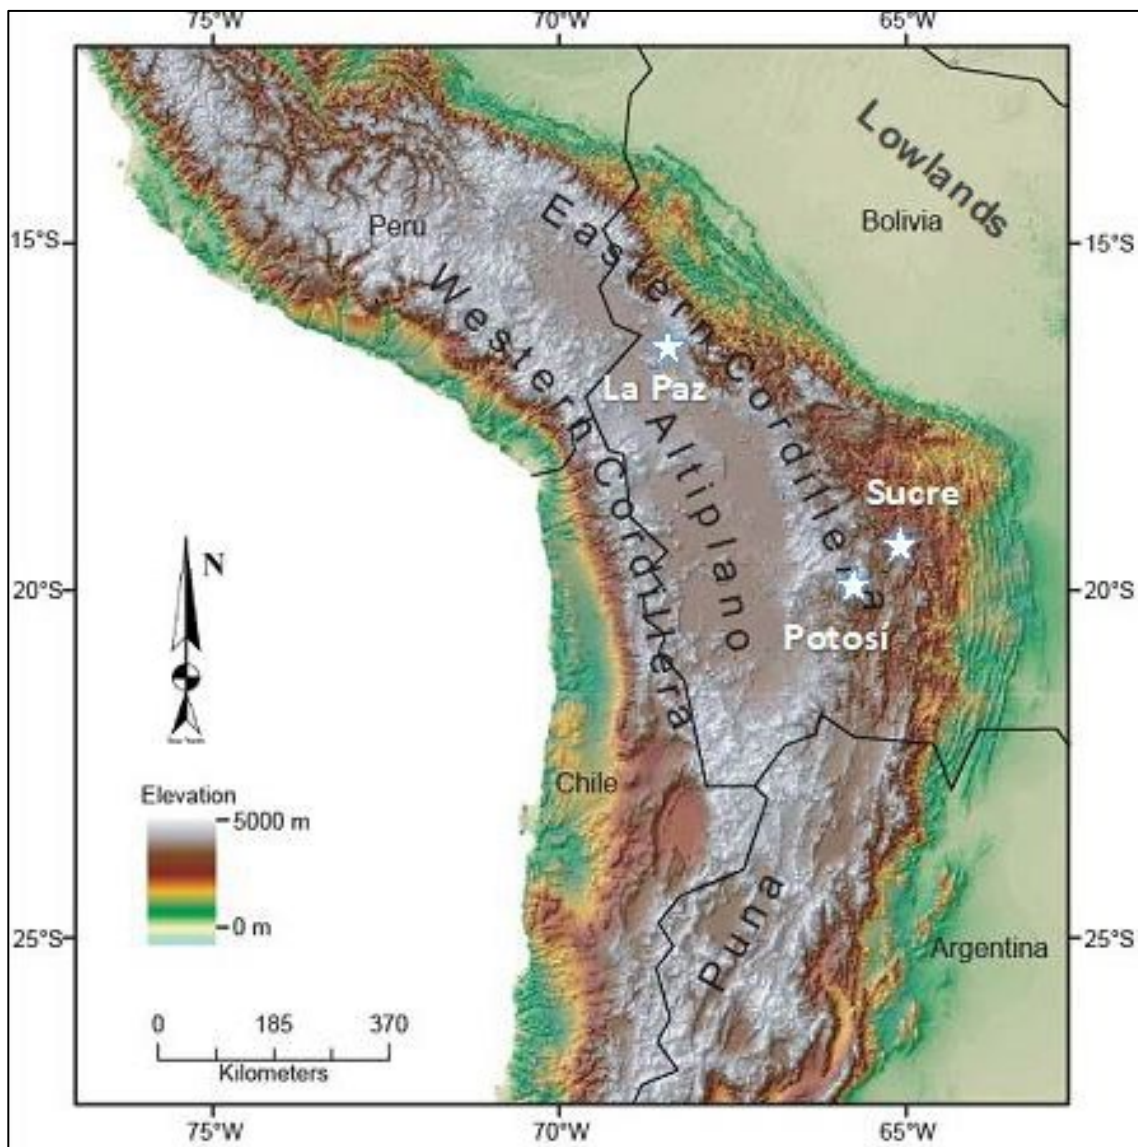 75°W 70°W 65°W
Lowlands
Bolivia
Peru
15°S 15°S
Eastern Cordillera
Western Cordillera
La Paz
Altiplano
Sucre
Potosí
20°S 20°S
N
Chile
Elevation
5000 m
0 m
Puna
Argentina
25°S 25°S
0 185 370
Kilometers
75°W 70°W 65°W